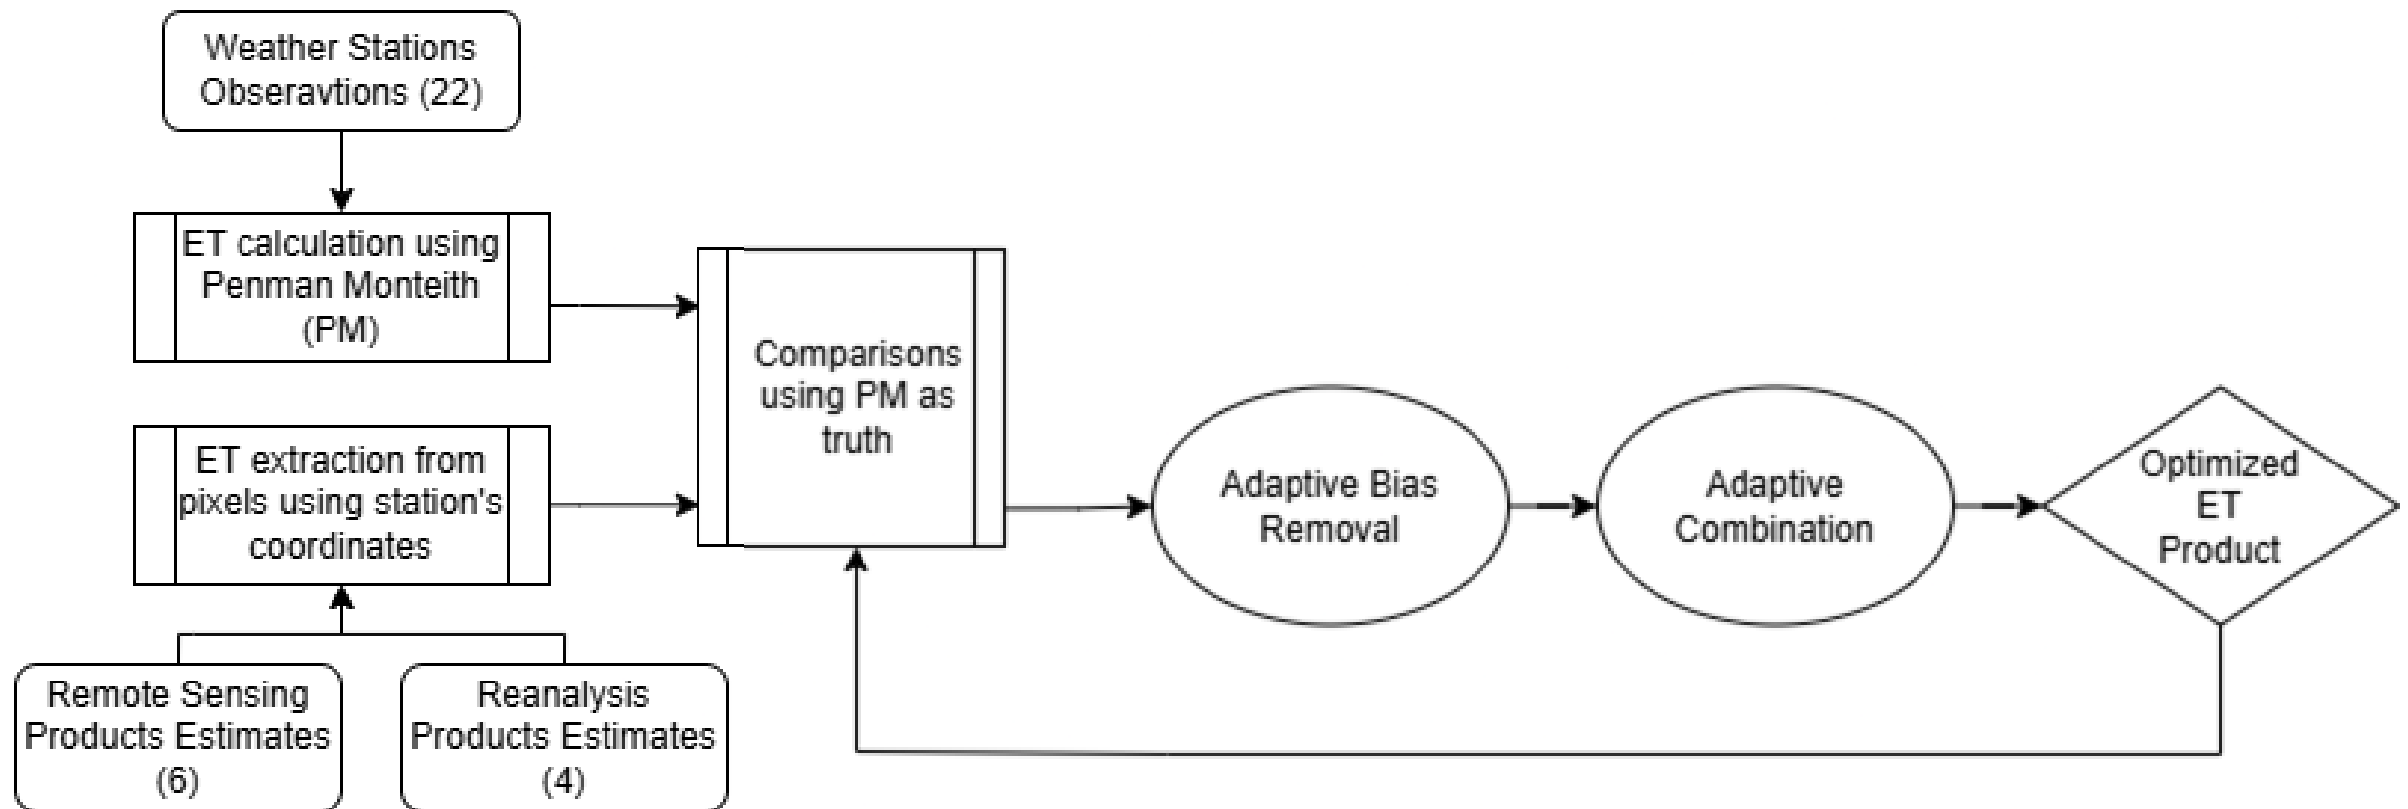 Weather Stations
Obseravtions (22)
ET calculation using
Penman Monteith
(PM)
ET extraction from
pixels using station's
coordinates
Remote Sensing
Products Estimates
(6)
Reanalysis
Products Estimates
(4)
Comparisons
using PM as
truth
Adaptive Bias
Removal
Adaptive
Combination
Optimized
ET
Product